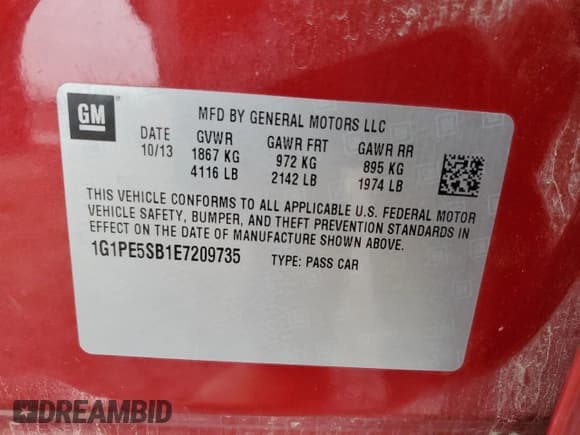 GM
MFD BY GENERAL MOTORS LLC
DATE GVWR GAWR FRT GAWR RR
10/13 1867 KG 972 KG 895 KG
4116 LB 2142 LB 1974 LB
THIS VEHICLE CONFORMS TO ALL APPLICABLE U.S. FEDERAL MOTOR
VEHICLE SAFETY, BUMPER, AND THEFT PREVENTION STANDARDS IN
EFFECT ON THE DATE OF MANUFACTURE SHOWN ABOVE.
1G1PE5SB1E7209735 TYPE: PASS CAR
DREAMBID